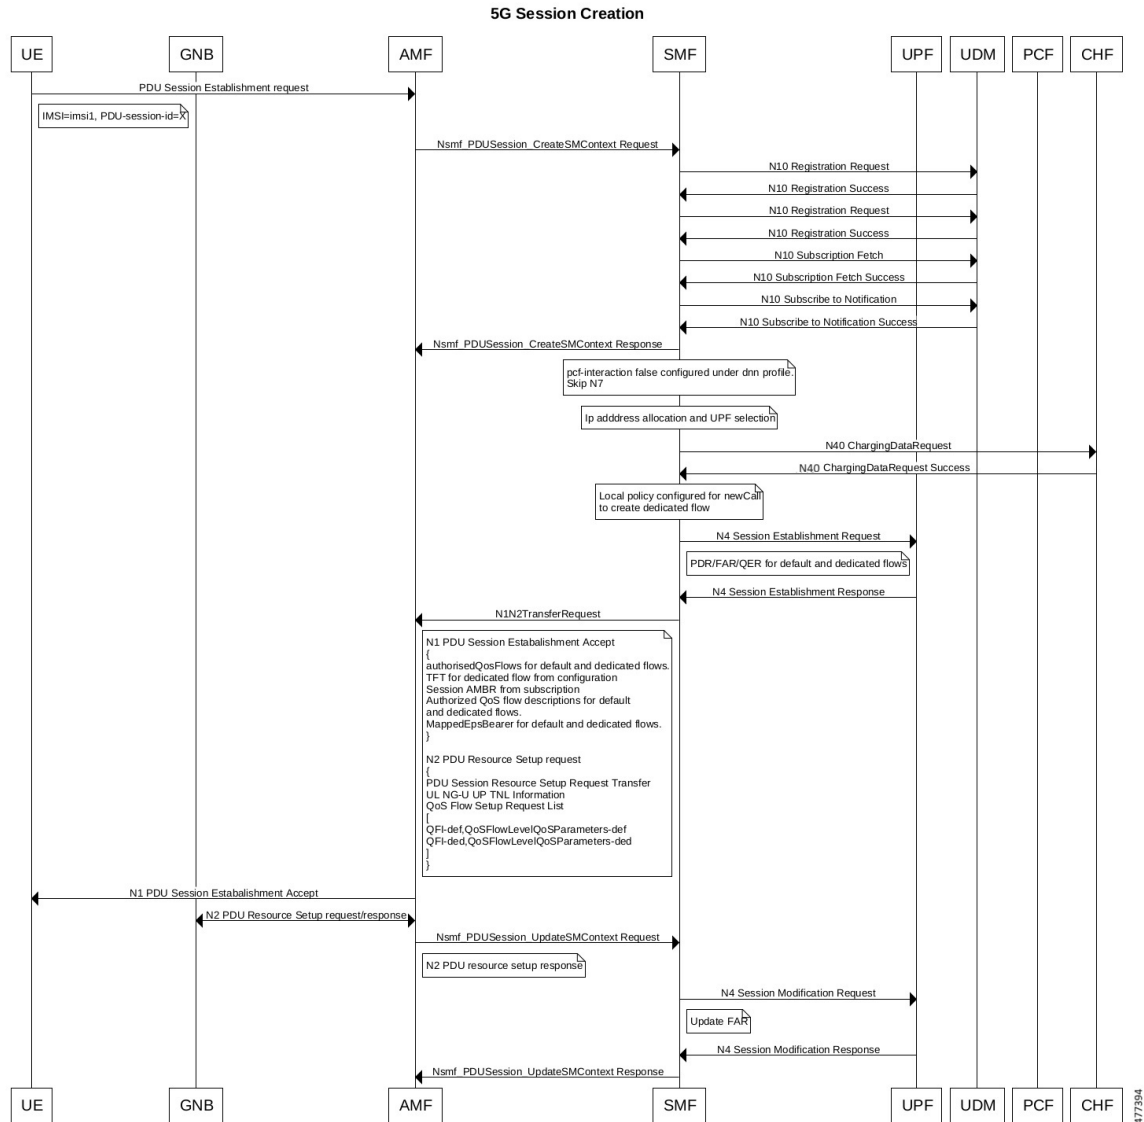 5G Session Creation
UE GNB AMF SMF UPF UDM PCF CHF
PDU Session Establishment request
IMSI=imsi1, PDU-session-id=X
Nsmf_PDUSession_CreateSMContext Request
N10 Registration Request
N10 Registration Success
N10 Registration Request
N10 Registration Success
N10 Subscription Fetch
N10 Subscription Fetch Success
N10 Subscribe to Notification
N10 Subscribe to Notification Success
Nsmf_PDUSession_CreateSMContext Response
pcf-interaction false configured under dnn profile.
Skip N7
Ip adddress allocation and UPF selection
N40 ChargingDataRequest
N40 ChargingDataRequest Success
Local policy configured for newCall
to create dedicated flow
N4 Session Establishment Request
PDR/FAR/QER for default and dedicated flows
N4 Session Establishment Response
N1N2TransferRequest
N1 PDU Session Estabalishment Accept
{
authorisedQosFlows for default and dedicated flows.
TFT for dedicated flow from configuration
Session AMBR from subscription
Authorized QoS flow descriptions for default
and dedicated flows.
MappedEpsBearer for default and dedicated flows.
}
N2 PDU Resource Setup request
{
PDU Session Resource Setup Request Transfer
UL NG-U UP TNL Information
QoS Flow Setup Request List
[
QFI-def,QoSFlowLevelQoSParameters-def
QFI-ded,QoSFlowLevelQoSParameters-ded
]
}
N1 PDU Session Estabalishment Accept
N2 PDU Resource Setup request/response
Nsmf_PDUSession_UpdateSMContext Request
N2 PDU resource setup response
N4 Session Modification Request
Update FAR
N4 Session Modification Response
Nsmf_PDUSession_UpdateSMContext Response
UE GNB AMF SMF UPF UDM PCF CHF
477394